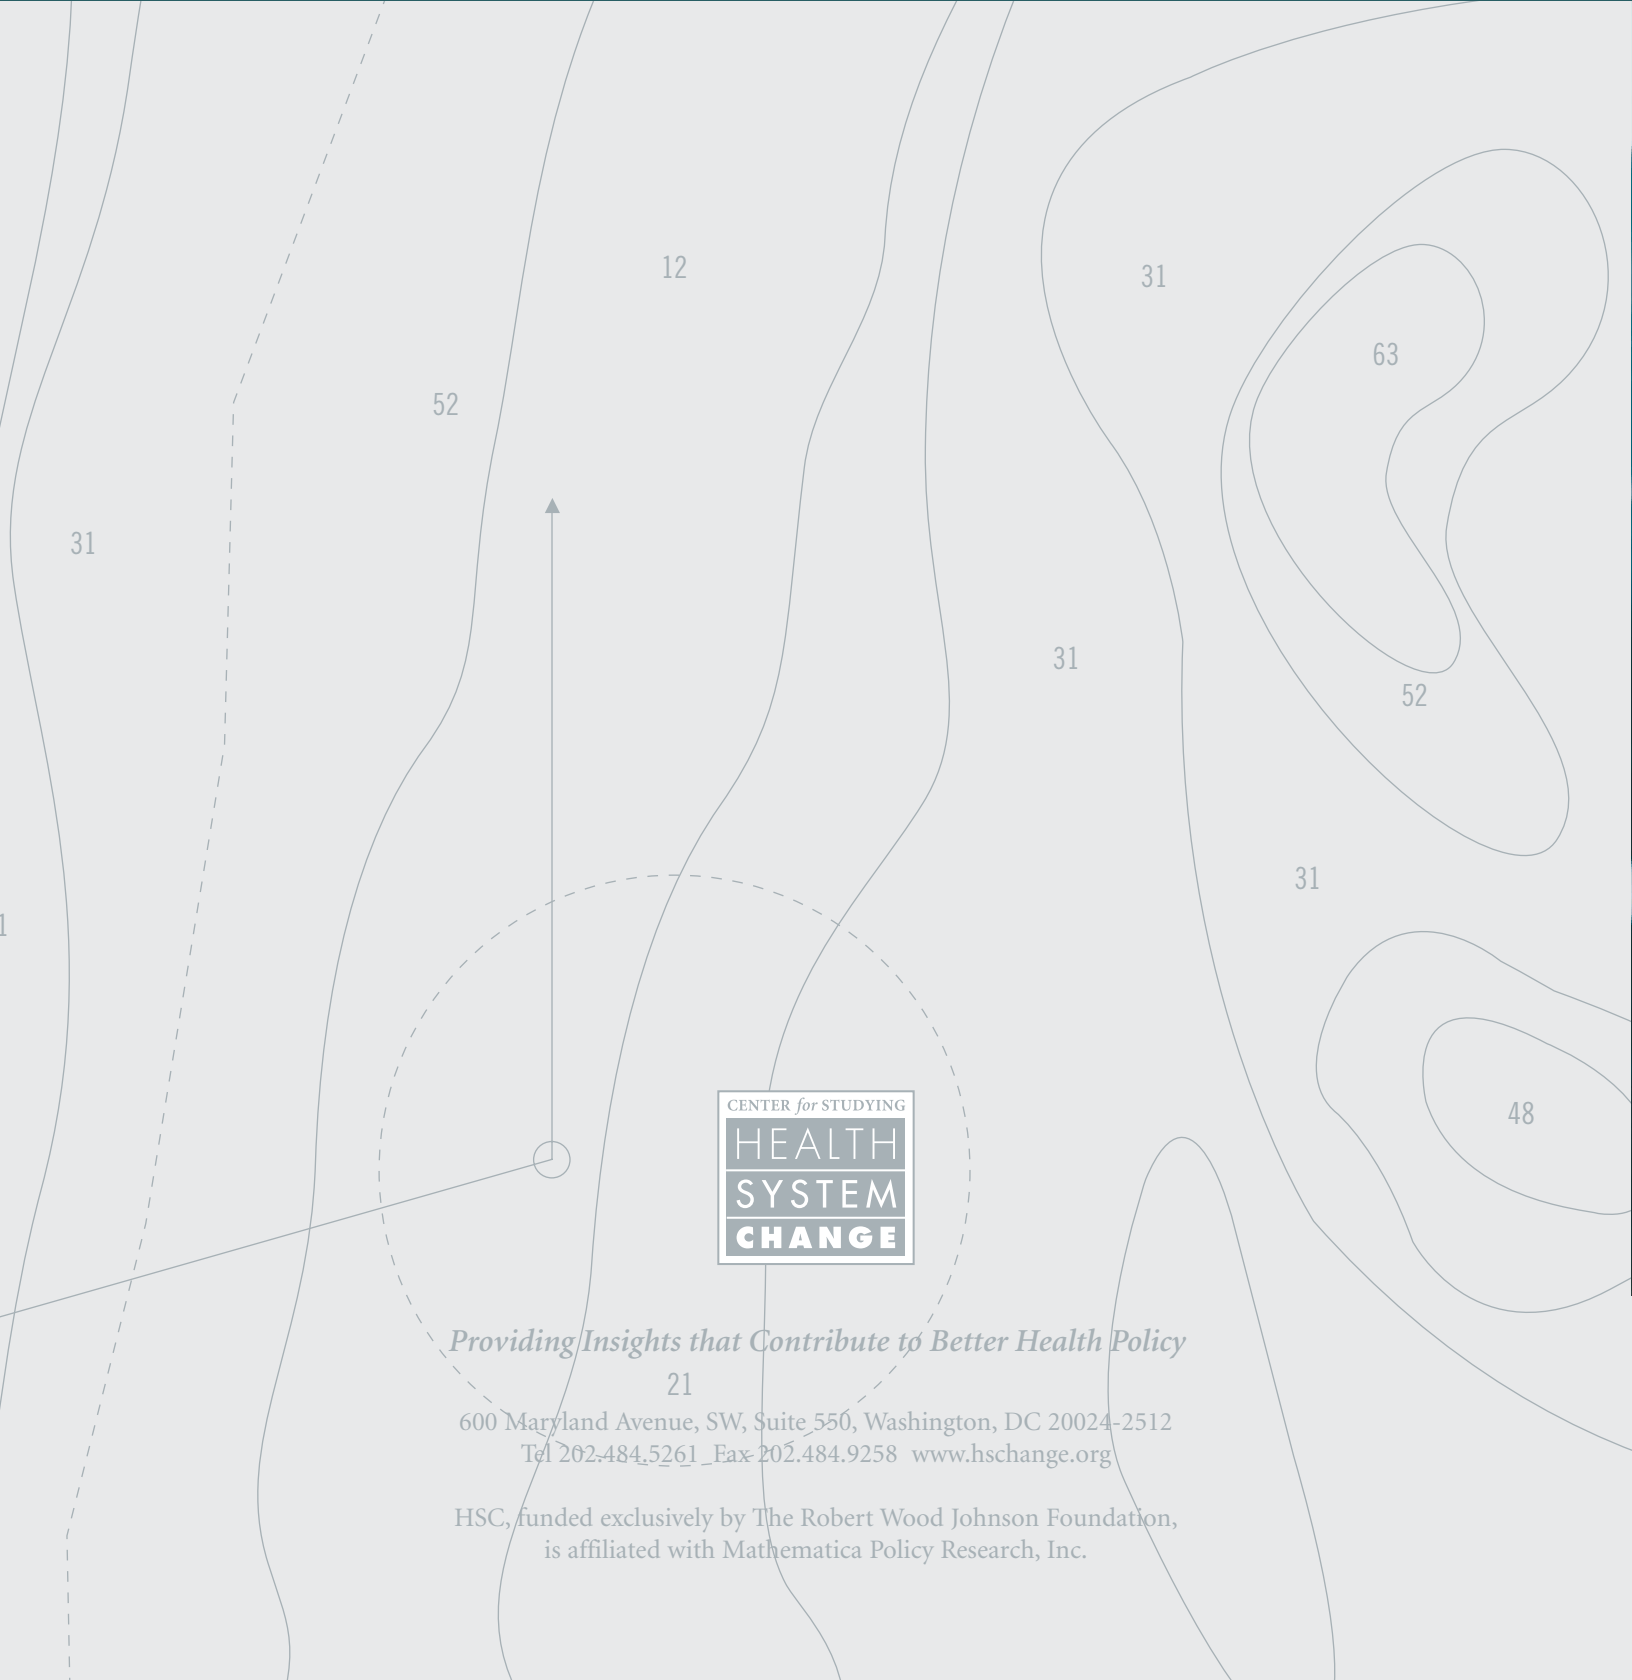 12
31
63
52
31
31
52
31
48
CENTER for STUDYING
HEALTH
SYSTEM
CHANGE
Providing Insights that Contribute to Better Health Policy
21
600 Maryland Avenue, SW, Suite 550, Washington, DC 20024-2512
Tel 202.484.5261  Fax 202.484.9258  www.hschange.org
HSC, funded exclusively by The Robert Wood Johnson Foundation,
is affiliated with Mathematica Policy Research, Inc.